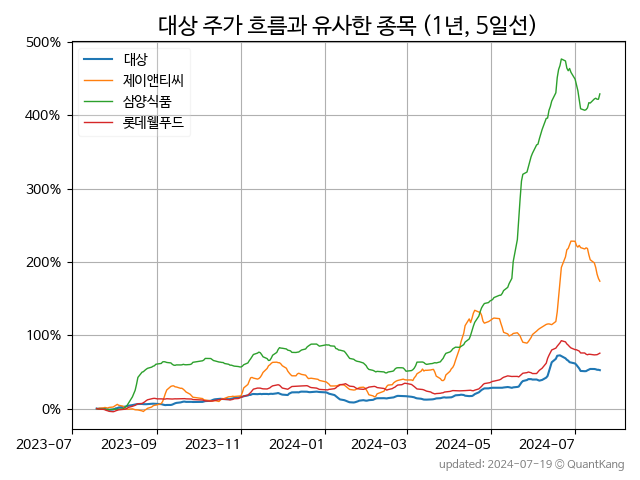 대상 주가 흐름과 유사한 종목 (1년, 5일선)
500%
400%
300%
200%
100%
0%
대상
제이앤티씨
삼양식품
롯데웰푸드
2023-07 2023-09 2023-11 2024-01 2024-03 2024-05 2024-07
updated: 2024-07-19 © QuantKang